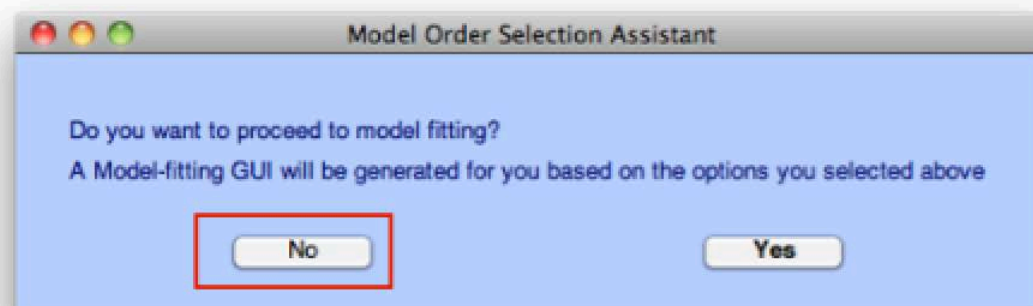 Model Order Selection Assistant
Do you want to proceed to model fitting?
A Model-fitting GUI will be generated for you based on the options you selected above
No Yes